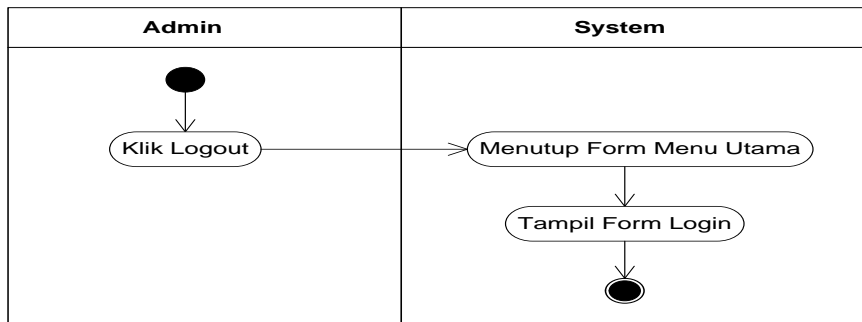 Admin
System
Klik Logout
Menutup Form Menu Utama
Tampil Form Login